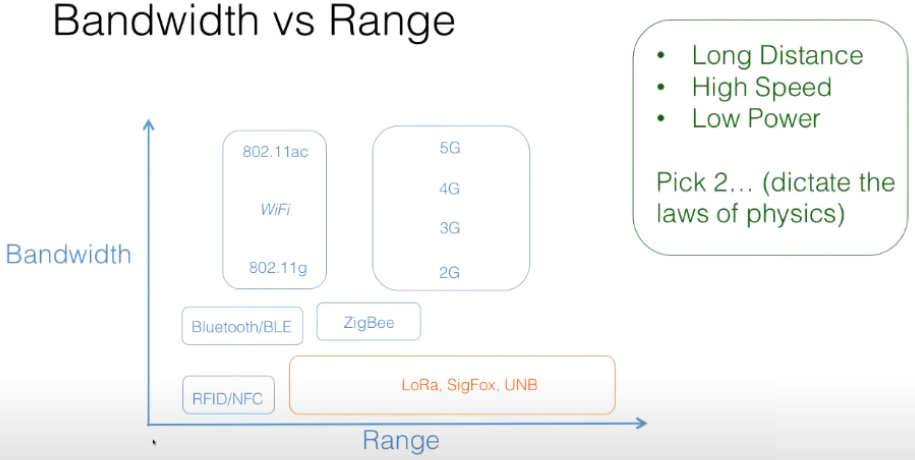 Bandwidth vs Range
• Long Distance
• High Speed
• Low Power
Pick 2... (dictate the
laws of physics)
Bandwidth
802.11ac
WiFi
802.11g
5G
4G
3G
2G
Bluetooth/BLE
ZigBee
RFID/NFC
LoRa, SigFox, UNB
Range